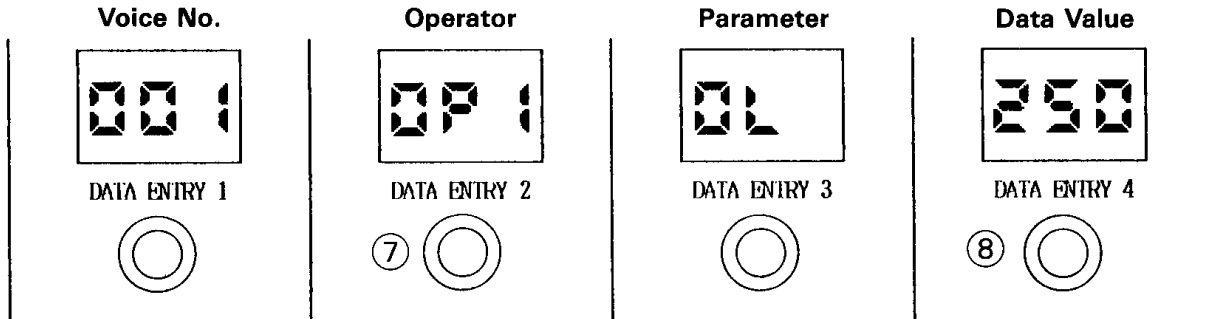 Voice No. Operator Parameter Data Value
001 OP1 OL 250
DATA ENTRY 1 DATA ENTRY 2 DATA ENTRY 3 DATA ENTRY 4
⑦ ⑧